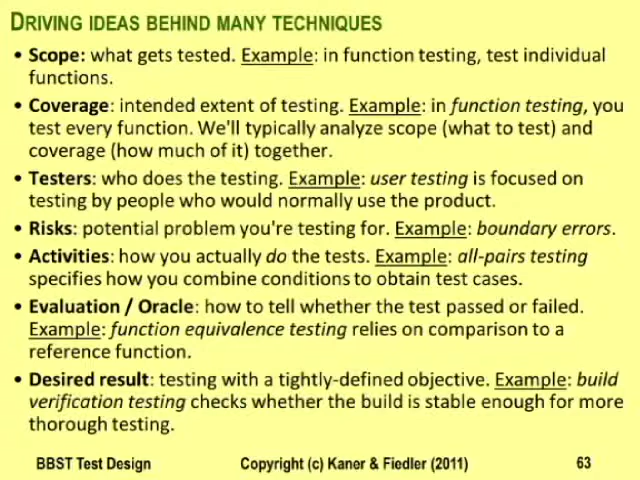 DRIVING IDEAS BEHIND MANY TECHNIQUES
• Scope: what gets tested. Example: in function testing, test individual
functions.
• Coverage: intended extent of testing. Example: in function testing, you
test every function. We'll typically analyze scope (what to test) and
coverage (how much of it) together.
• Testers: who does the testing. Example: user testing is focused on
testing by people who would normally use the product.
• Risks: potential problem you're testing for. Example: boundary errors.
• Activities: how you actually do the tests. Example: all-pairs testing
specifies how you combine conditions to obtain test cases.
• Evaluation / Oracle: how to tell whether the test passed or failed.
Example: function equivalence testing relies on comparison to a
reference function.
• Desired result: testing with a tightly-defined objective. Example: build
verification testing checks whether the build is stable enough for more
thorough testing.
BBST Test Design Copyright (c) Kaner & Fiedler (2011) 63